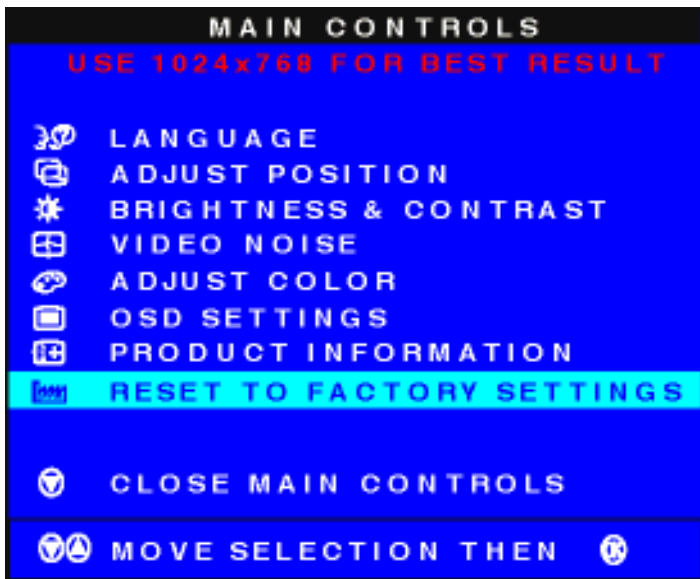 MAIN CONTROLS
USE 1024x768 FOR BEST RESULT
LANGUAGE
ADJUST POSITION
BRIGHTNESS & CONTRAST
VIDEO NOISE
ADJUST COLOR
OSD SETTINGS
PRODUCT INFORMATION
RESET TO FACTORY SETTINGS
CLOSE MAIN CONTROLS
MOVE SELECTION THEN OK